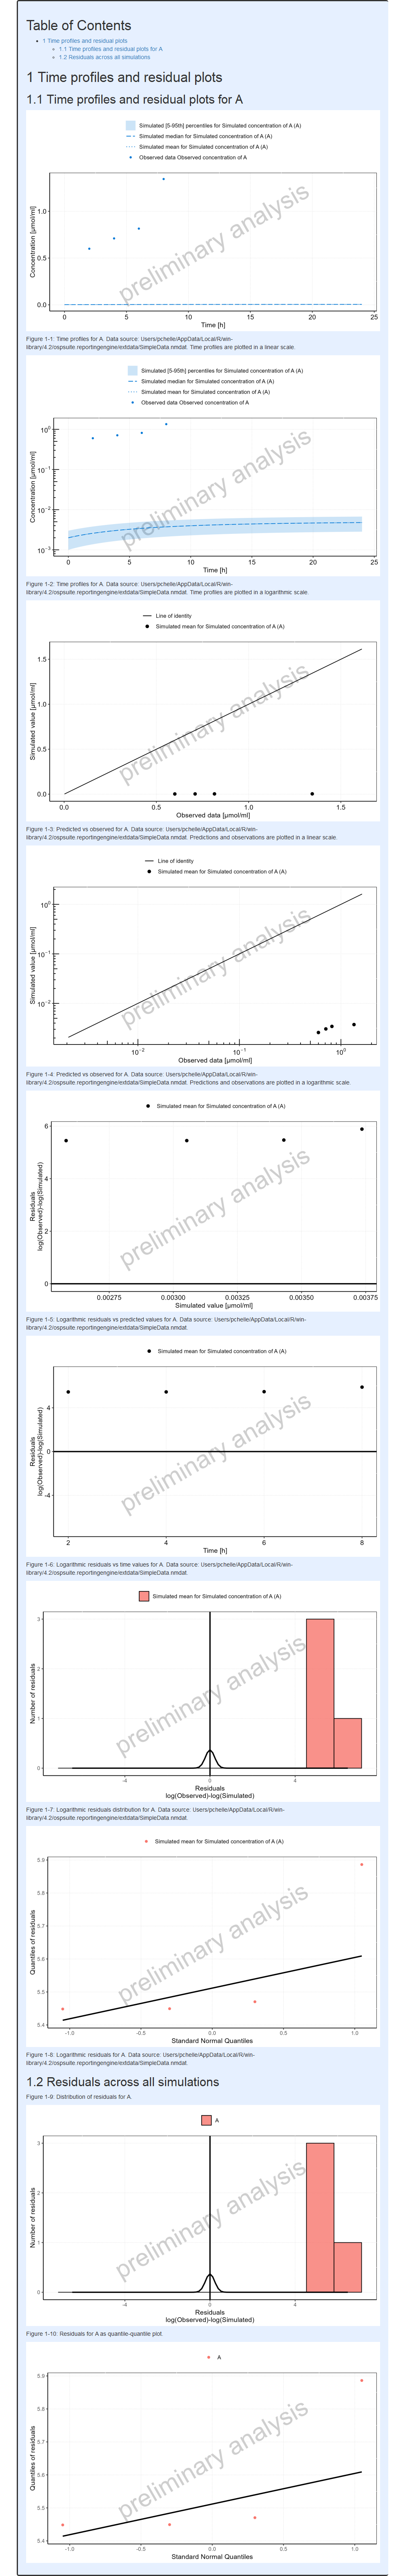 Table of Contents
1 Time profiles and residual plots
1.1 Time profiles and residual plots for A
1.2 Residuals across all simulations
1 Time profiles and residual plots
1.1 Time profiles and residual plots for A
Simulated [5-95th] percentiles for Simulated concentration of A (A)
Simulated median for Simulated concentration of A (A)
Simulated mean for Simulated concentration of A (A)
Observed data Observed concentration of A
preliminary analysis
Concentration [µmol/ml]
1.0
0.5
0.0
0 5 10 15 20 25
Time [h]
Figure 1-1: Time profiles for A. Data source: Users/pchelle/AppData/Local/R/win-
library/4.2/ospsuite.reportingengine/extdata/SimpleData.nmdat. Time profiles are plotted in a linear scale.
Simulated [5-95th] percentiles for Simulated concentration of A (A)
Simulated median for Simulated concentration of A (A)
Simulated mean for Simulated concentration of A (A)
Observed data Observed concentration of A
preliminary analysis
Concentration [µmol/ml]
10⁰
10⁻¹
10⁻²
10⁻³
0 5 10 15 20 25
Time [h]
Figure 1-2: Time profiles for A. Data source: Users/pchelle/AppData/Local/R/win-
library/4.2/ospsuite.reportingengine/extdata/SimpleData.nmdat. Time profiles are plotted in a logarithmic scale.
Line of identity
Simulated mean for Simulated concentration of A (A)
preliminary analysis
Simulated value [µmol/ml]
1.5
1.0
0.5
0.0
0.0 0.5 1.0 1.5
Observed data [µmol/ml]
Figure 1-3: Predicted vs observed for A. Data source: Users/pchelle/AppData/Local/R/win-
library/4.2/ospsuite.reportingengine/extdata/SimpleData.nmdat. Predictions and observations are plotted in a linear scale.
Line of identity
Simulated mean for Simulated concentration of A (A)
preliminary analysis
Simulated value [µmol/ml]
10⁰
10⁻¹
10⁻²
10⁻² 10⁻¹ 10⁰
Observed data [µmol/ml]
Figure 1-4: Predicted vs observed for A. Data source: Users/pchelle/AppData/Local/R/win-
library/4.2/ospsuite.reportingengine/extdata/SimpleData.nmdat. Predictions and observations are plotted in a logarithmic scale.
Simulated mean for Simulated concentration of A (A)
preliminary analysis
Residuals
log(Observed)-log(Simulated)
6
4
2
0
0.00275 0.00300 0.00325 0.00350 0.00375
Simulated value [µmol/ml]
Figure 1-5: Logarithmic residuals vs predicted values for A. Data source: Users/pchelle/AppData/Local/R/win-
library/4.2/ospsuite.reportingengine/extdata/SimpleData.nmdat.
Simulated mean for Simulated concentration of A (A)
preliminary analysis
Residuals
log(Observed)-log(Simulated)
4
0
-4
2 4 6 8
Time [h]
Figure 1-6: Logarithmic residuals vs time values for A. Data source: Users/pchelle/AppData/Local/R/win-
library/4.2/ospsuite.reportingengine/extdata/SimpleData.nmdat.
Simulated mean for Simulated concentration of A (A)
preliminary analysis
Number of residuals
3
2
1
0
-4 0 4
Residuals
log(Observed)-log(Simulated)
Figure 1-7: Logarithmic residuals distribution for A. Data source: Users/pchelle/AppData/Local/R/win-
library/4.2/ospsuite.reportingengine/extdata/SimpleData.nmdat.
Simulated mean for Simulated concentration of A (A)
preliminary analysis
Quantiles of residuals
5.9
5.8
5.7
5.6
5.5
5.4
-1.0 -0.5 0.0 0.5 1.0
Standard Normal Quantiles
Figure 1-8: Logarithmic residuals for A. Data source: Users/pchelle/AppData/Local/R/win-
library/4.2/ospsuite.reportingengine/extdata/SimpleData.nmdat.
1.2 Residuals across all simulations
Figure 1-9: Distribution of residuals for A.
A
preliminary analysis
Number of residuals
3
2
1
0
-4 0 4
Residuals
log(Observed)-log(Simulated)
Figure 1-10: Residuals for A as quantile-quantile plot.
A
preliminary analysis
Quantiles of residuals
5.9
5.8
5.7
5.6
5.5
5.4
-1.0 -0.5 0.0 0.5 1.0
Standard Normal Quantiles